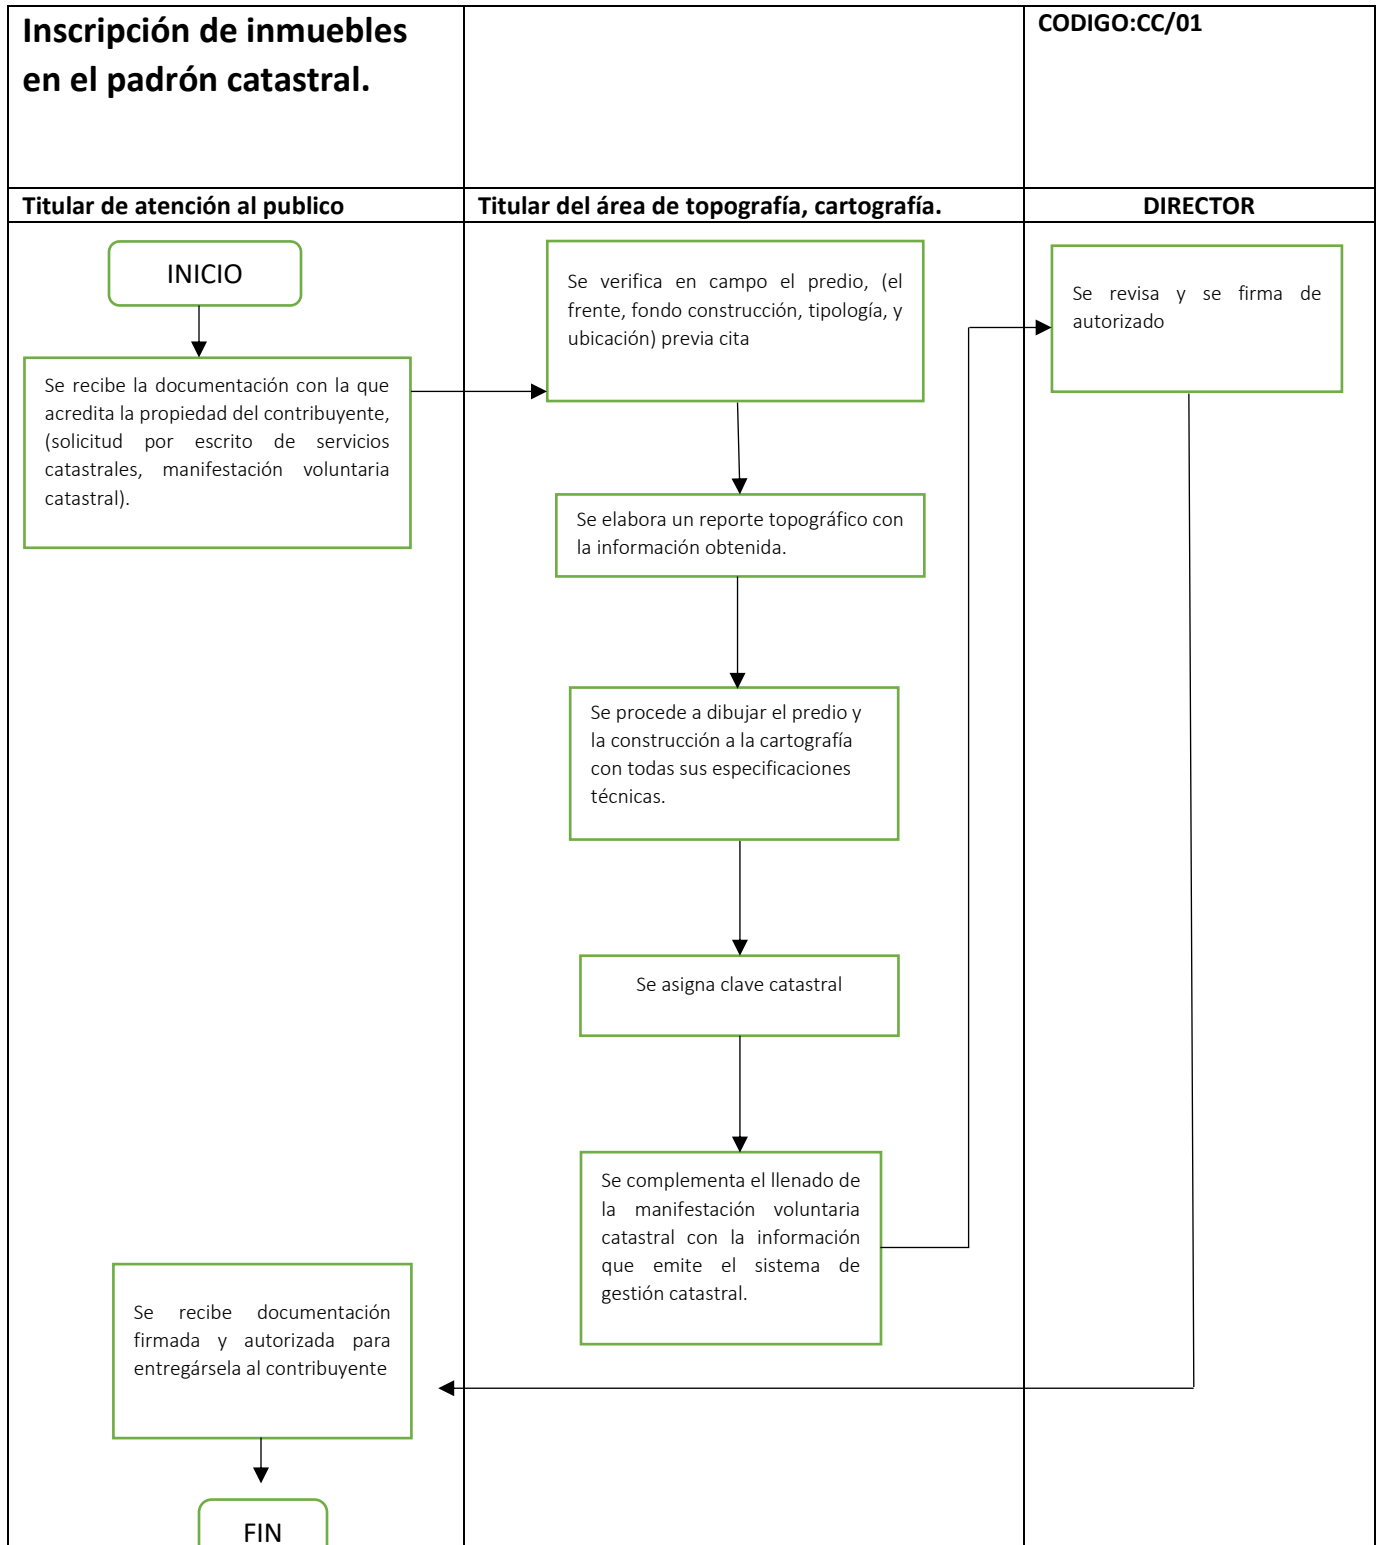 Inscripción de inmuebles
en el padrón catastral.
CODIGO:CC/01
Titular de atención al publico
Titular del área de topografía, cartografía.
DIRECTOR
INICIO
Se recibe la documentación con la que
acredita la propiedad del contribuyente,
(solicitud por escrito de servicios
catastrales, manifestación voluntaria
catastral).
Se verifica en campo el predio, (el
frente, fondo construcción, tipología, y
ubicación) previa cita
Se elabora un reporte topográfico con
la información obtenida.
Se procede a dibujar el predio y
la construcción a la cartografía
con todas sus especificaciones
técnicas.
Se asigna clave catastral
Se complementa el llenado de
la manifestación voluntaria
catastral con la información
que emite el sistema de
gestión catastral.
Se revisa y se firma de
autorizado
Se recibe documentación
firmada y autorizada para
entregársela al contribuyente
FIN